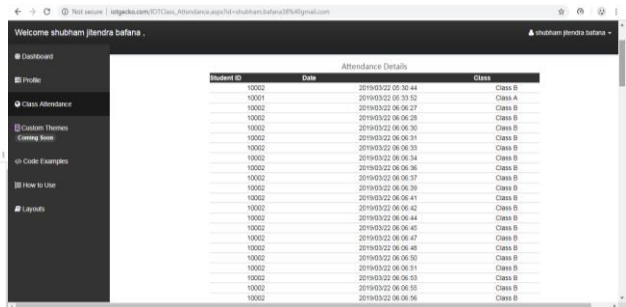 Not secure | iotgecko.com/IOTClass_Attendance.aspx?id=shubham.bafana38%40gmail.com
Welcome shubham jitendra bafana ,
shubham jitendra bafana
Dashboard
Profile
Class Attendance
Custom Themes
Coming Soon
Code Examples
How to Use
Layouts
Attendance Details
Student ID Date Class
10002 2019/03/22 05:30:44 Class B
10001 2019/03/22 05:33:52 Class A
10002 2019/03/22 06:06:27 Class B
10002 2019/03/22 06:06:28 Class B
10002 2019/03/22 06:06:30 Class B
10002 2019/03/22 06:06:31 Class B
10002 2019/03/22 06:06:33 Class B
10002 2019/03/22 06:06:34 Class B
10002 2019/03/22 06:06:36 Class B
10002 2019/03/22 06:06:37 Class B
10002 2019/03/22 06:06:39 Class B
10002 2019/03/22 06:06:41 Class B
10002 2019/03/22 06:06:42 Class B
10002 2019/03/22 06:06:44 Class B
10002 2019/03/22 06:06:45 Class B
10002 2019/03/22 06:06:47 Class B
10002 2019/03/22 06:06:48 Class B
10002 2019/03/22 06:06:50 Class B
10002 2019/03/22 06:06:51 Class B
10002 2019/03/22 06:06:53 Class B
10002 2019/03/22 06:06:55 Class B
10002 2019/03/22 06:06:56 Class B